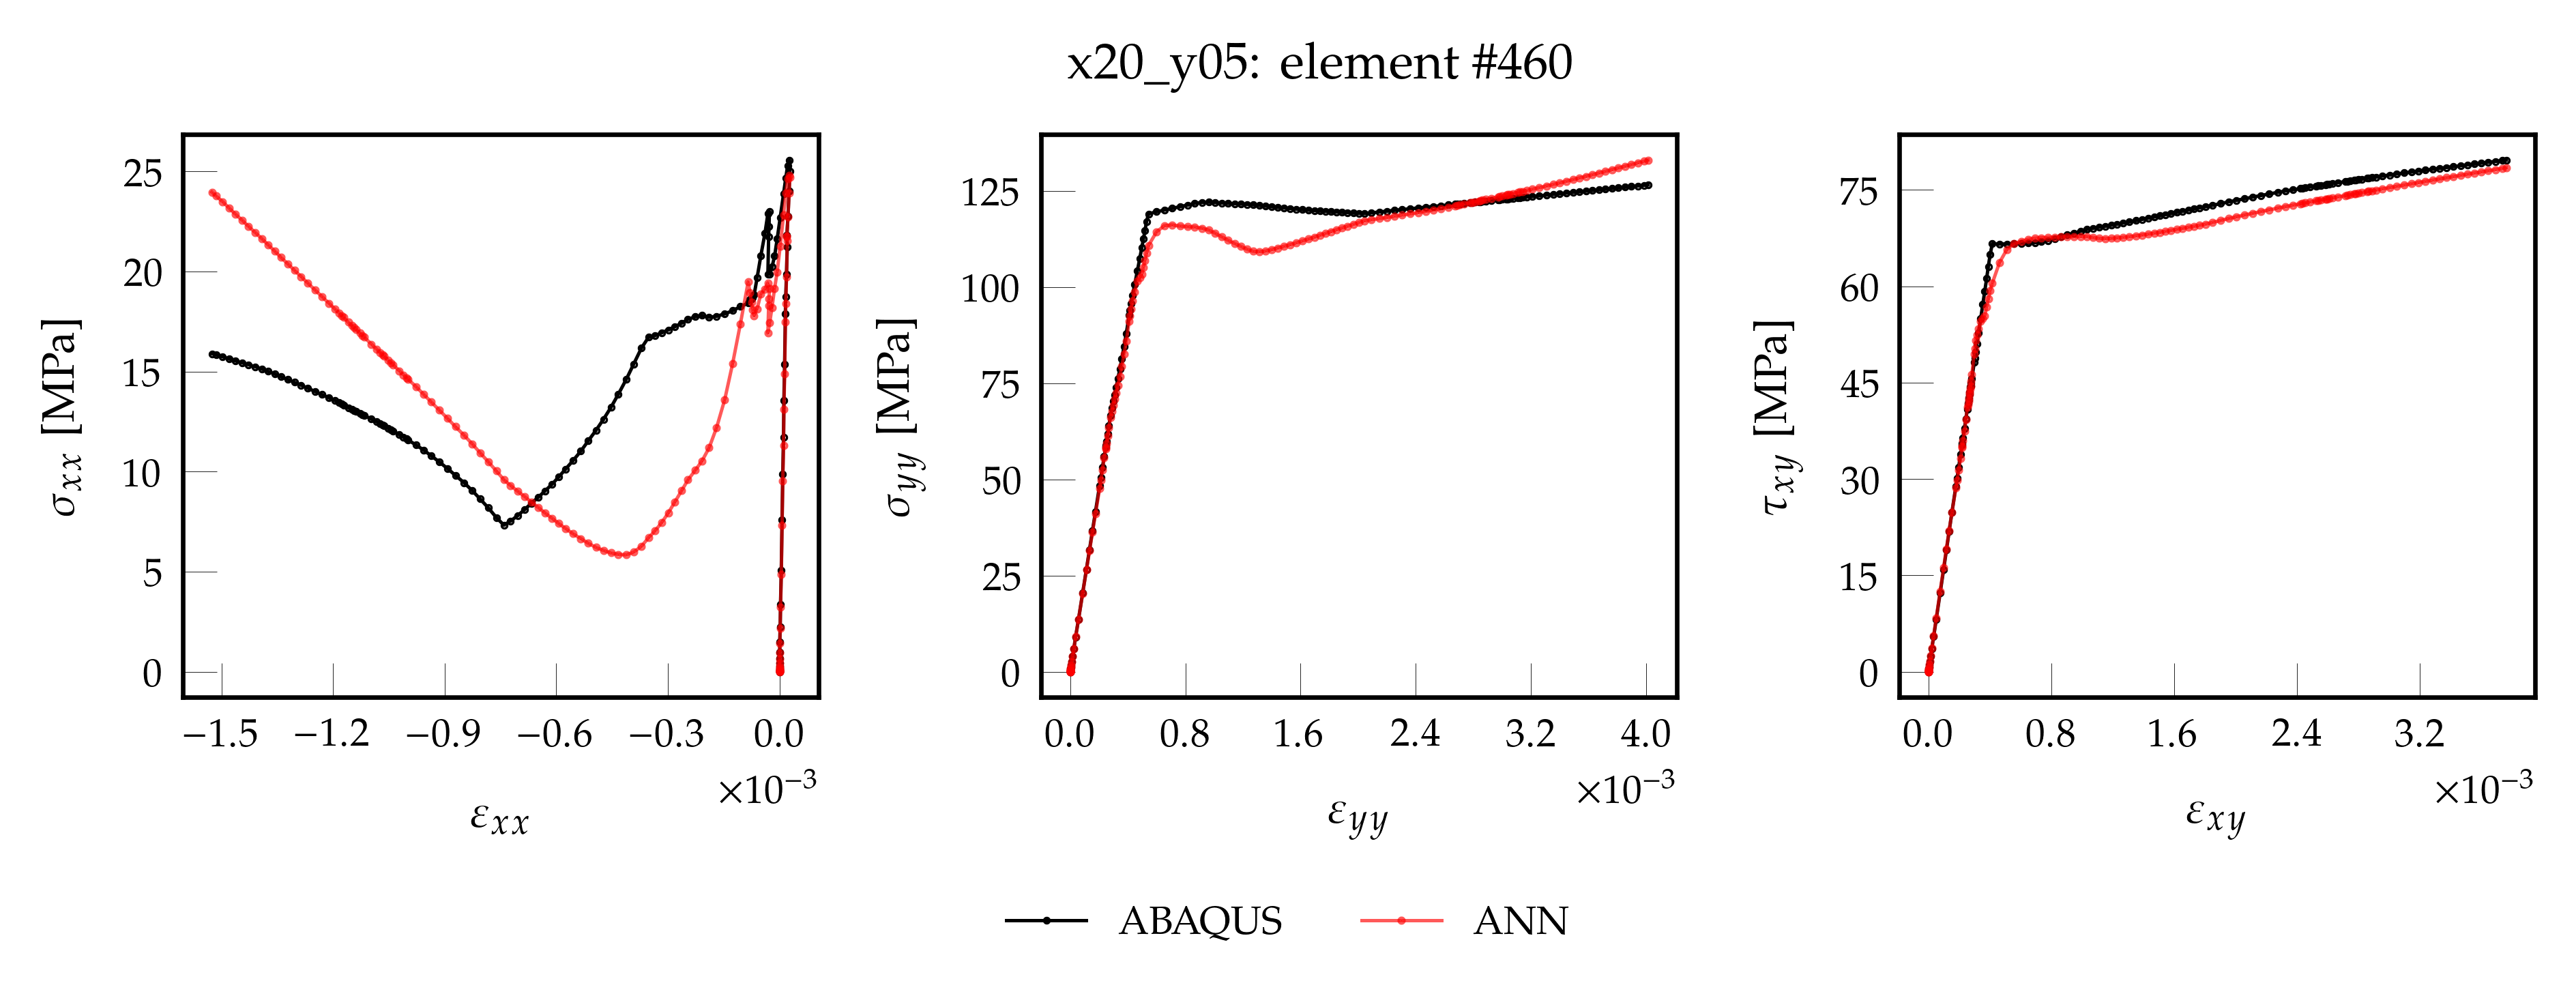 x20_y05: element #460
25
20
15
10
5
0
σxx [MPa]
−1.5 −1.2 −0.9 −0.6 −0.3 0.0
×10−3
εxx
125
100
75
50
25
0
σyy [MPa]
0.0 0.8 1.6 2.4 3.2 4.0
×10−3
εyy
75
60
45
30
15
0
τxy [MPa]
0.0 0.8 1.6 2.4 3.2
×10−3
εxy
ABAQUS ANN